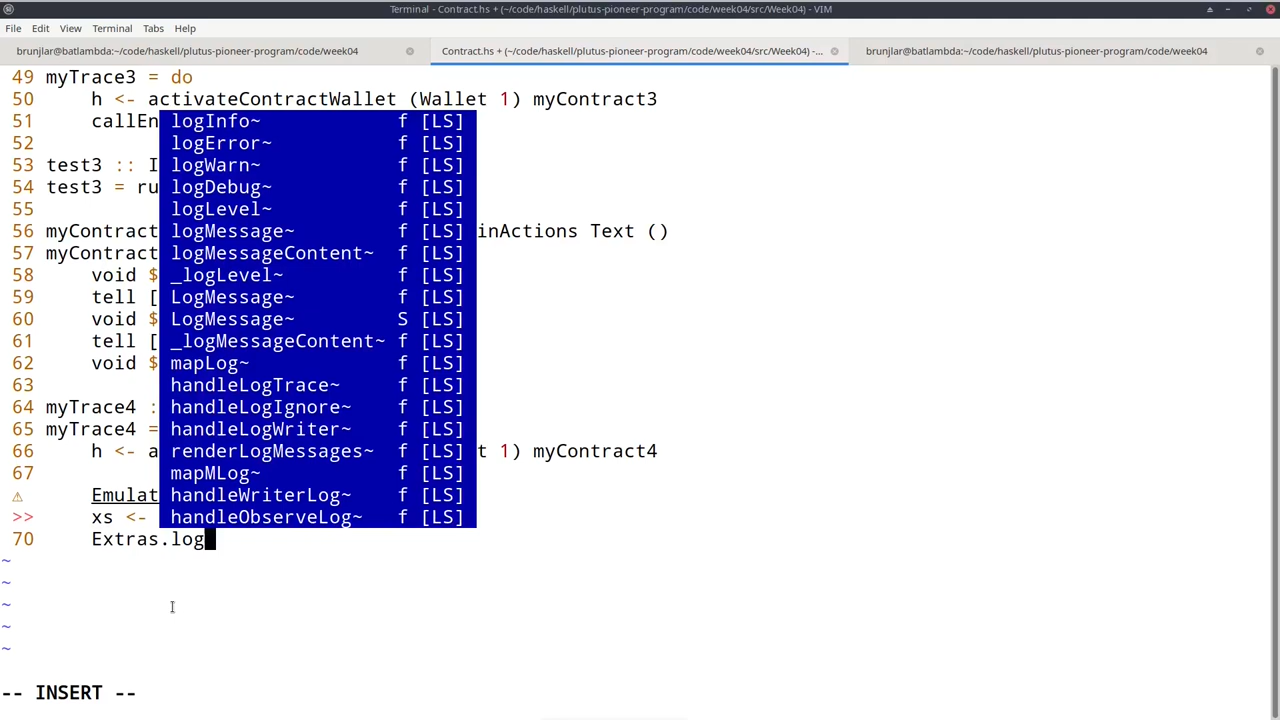 Terminal - Contract.hs + (~/code/haskell/plutus-pioneer-program/code/week04/src/Week04) - VIM
File Edit View Terminal Tabs Help
brunjlar@batlambda:~/code/haskell/plutus-pioneer-program/code/week04
Contract.hs + (~/code/haskell/plutus-pioneer-program/code/week04/src/Week04) -...
brunjlar@batlambda:~/code/haskell/plutus-pioneer-program/code/week04
49 myTrace3 = do
50 h <- activateContractWallet (Wallet 1) myContract3
51 callEn logInfo~ f [LS]
52 logError~ f [LS]
53 test3 :: I logWarn~ f [LS]
54 test3 = ru logDebug~ f [LS]
55 logLevel~ f [LS]
56 myContract logMessage~ f [LS] inActions Text ()
57 myContract logMessageContent~ f [LS]
58 void $ _logLevel~ f [LS]
59 tell [ LogMessage~ f [LS]
60 void $ LogMessage~ S [LS]
61 tell [ _logMessageContent~ f [LS]
62 void $ mapLog~ f [LS]
63 handleLogTrace~ f [LS]
64 myTrace4 : handleLogIgnore~ f [LS]
65 myTrace4 = handleLogWriter~ f [LS]
66 h <- a renderLogMessages~ f [LS] t 1) myContract4
67 mapMLog~ f [LS]
⚠ Emulat handleWriterLog~ f [LS]
>> xs <- handleObserveLog~ f [LS]
70 Extras.log
~
~
~
~
~
-- INSERT --